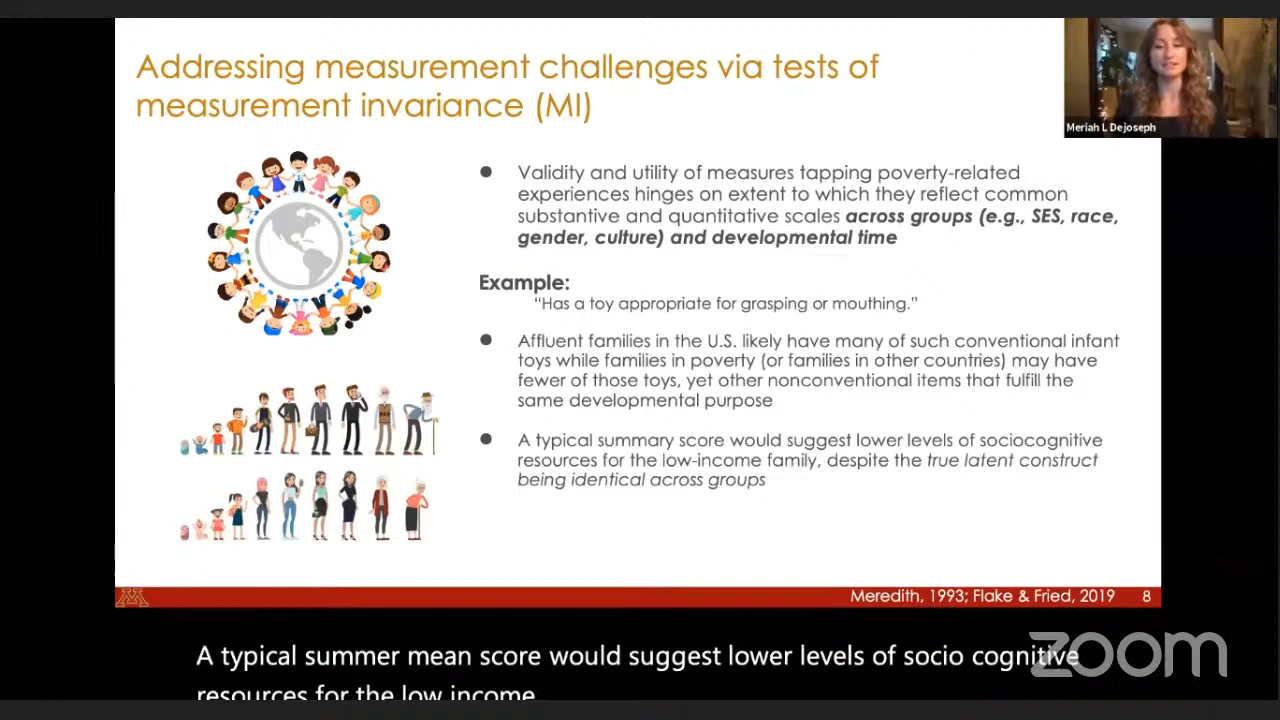 Addressing measurement challenges via tests of
measurement invariance (MI)
Meriah L Dejoseph
Validity and utility of measures tapping poverty-related
experiences hinges on extent to which they reflect common
substantive and quantitative scales across groups (e.g., SES, race,
gender, culture) and developmental time
Example:
“Has a toy appropriate for grasping or mouthing.”
Affluent families in the U.S. likely have many of such conventional infant
toys while families in poverty (or families in other countries) may have
fewer of those toys, yet other nonconventional items that fulfill the
same developmental purpose
A typical summary score would suggest lower levels of sociocognitive
resources for the low-income family, despite the true latent construct
being identical across groups
M
Meredith, 1993; Flake & Fried, 2019 8
A typical summer mean score would suggest lower levels of socio cognitive
resources for the low income
zoom